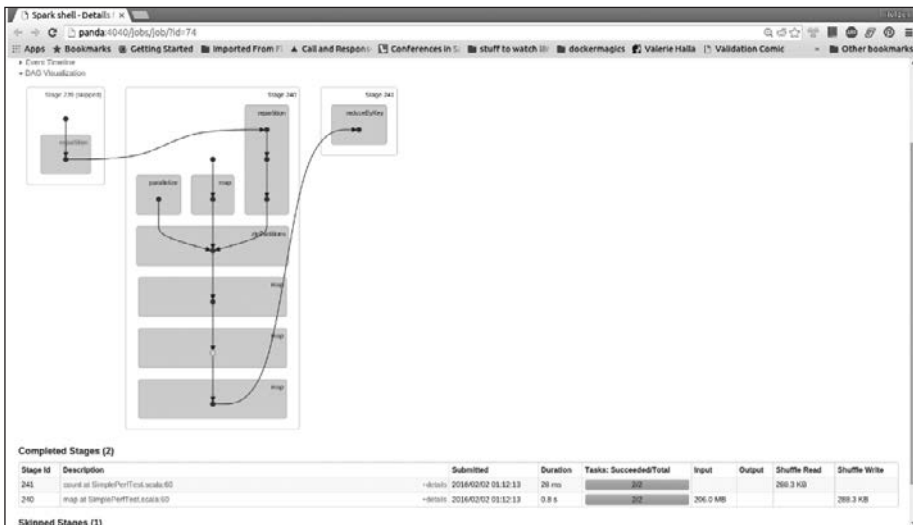 Spark shell - Details f ×
panda:4040/jobs/job/?id=74
Apps Bookmarks Getting Started Imported From Fi Call and Respons Conferences in S stuff to watch dockermagics Valerie Halla Validation Comic Other bookmarks
Event Timeline
DAG Visualization
Stage 239 (skipped)
Stage 240
Stage 241
repartition
repartition
reduceByKey
parallelize
map
zipPartitions
map
map
map
Completed Stages (2)
Stage Id Description Submitted Duration Tasks: Succeeded/Total Input Output Shuffle Read Shuffle Write
241 count at SimplePerfTest.scala:60 +details 2016/02/02 01:12:13 28 ms 2/2 288.3 KB
240 map at SimplePerfTest.scala:60 +details 2016/02/02 01:12:13 0.8 s 2/2 206.0 MB 288.3 KB
Skipped Stages (1)